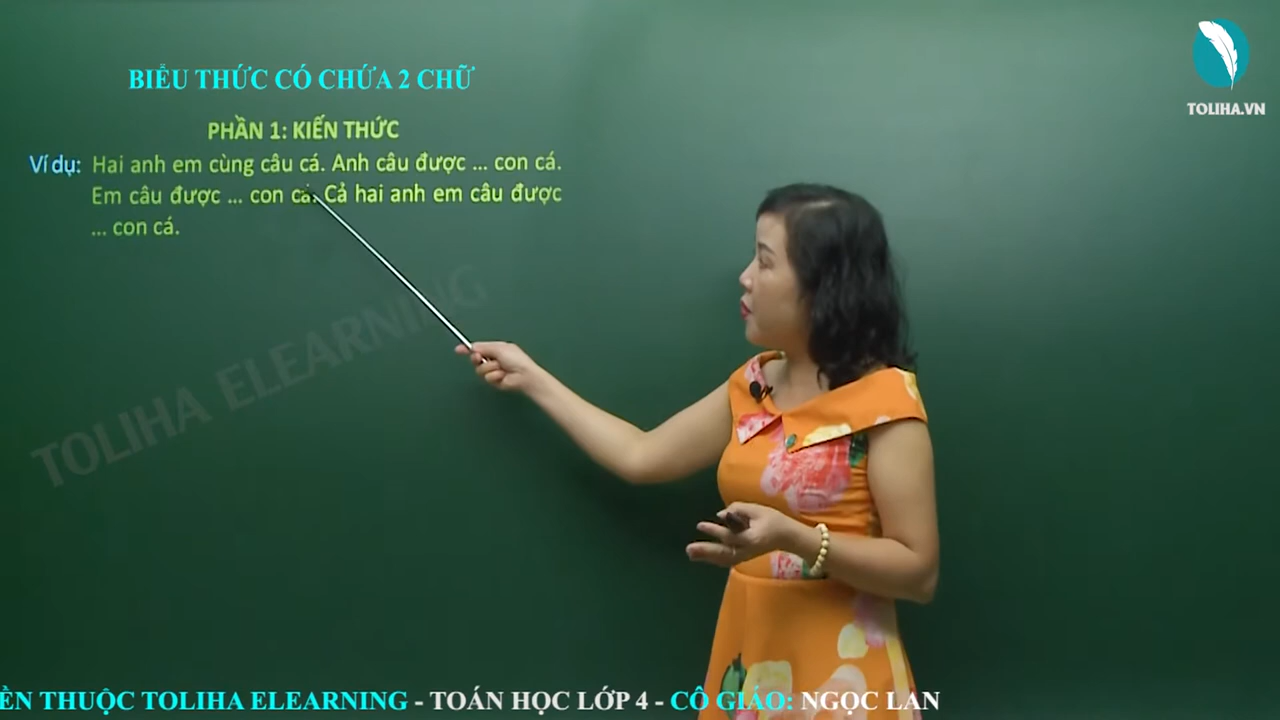 TOLIHA.VN
BIỂU THỨC CÓ CHỨA 2 CHỮ
PHẦN 1: KIẾN THỨC
Ví dụ: Hai anh em cùng câu cá. Anh câu được ... con cá.
Em câu được ... con cá. Cả hai anh em câu được
... con cá.
TOLIHA ELEARNING
ỀN THUỘC TOLIHA ELEARNING - TOÁN HỌC LỚP 4 - CÔ GIÁO: NGỌC LAN